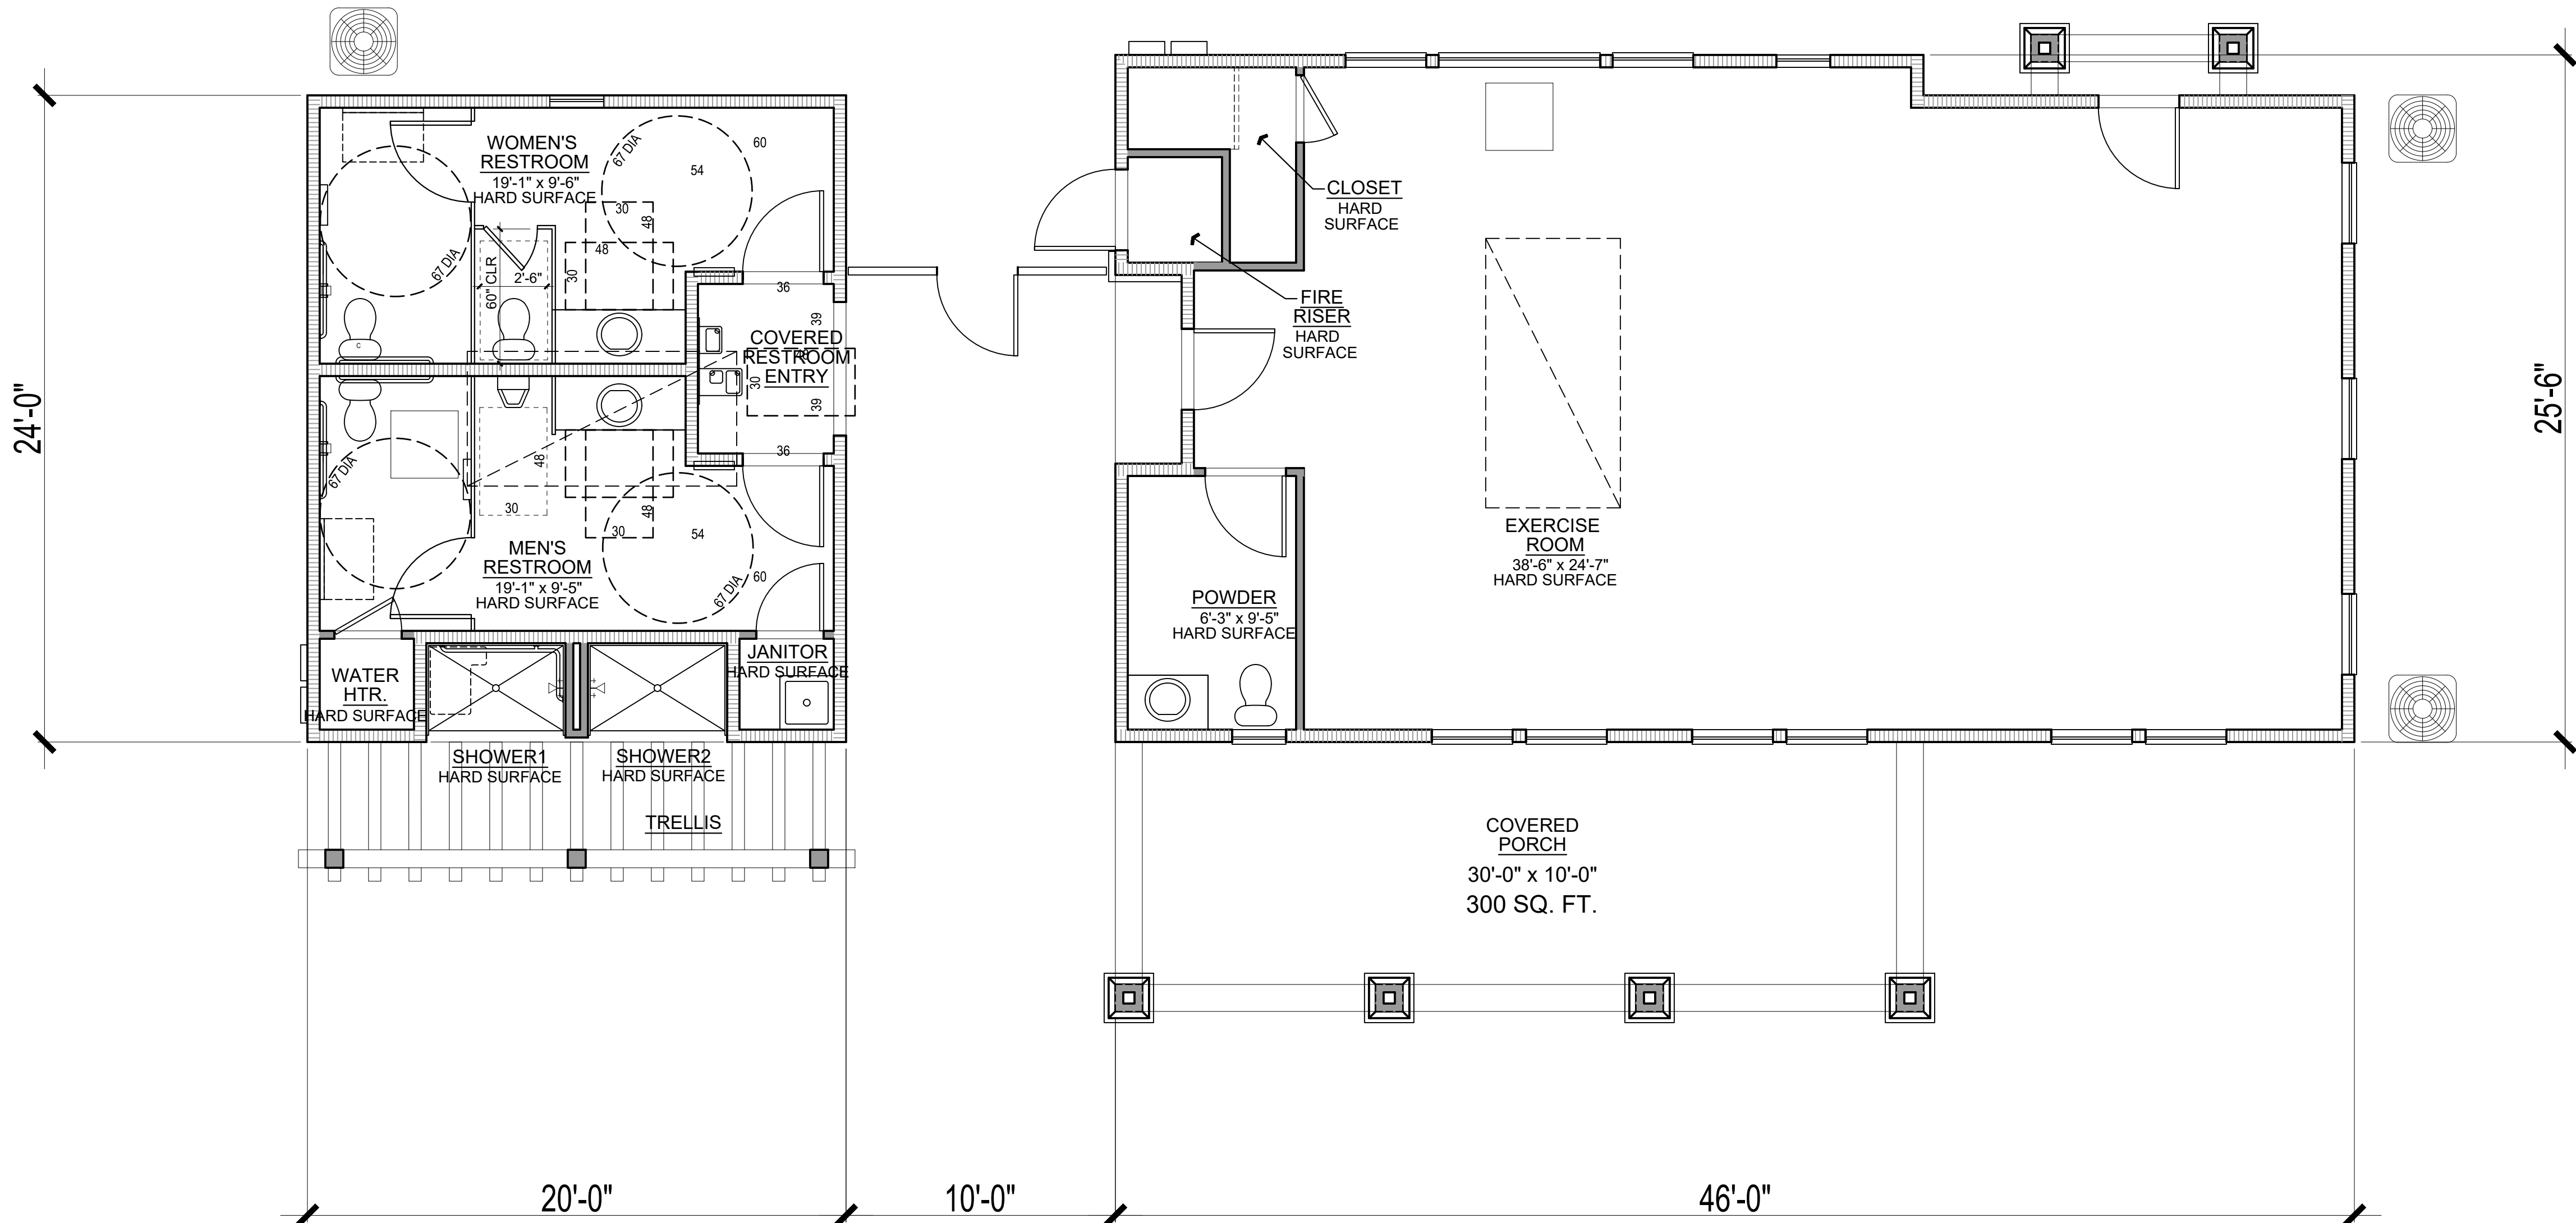 WOMEN'S
RESTROOM
19'-1" x 9'-6"
HARD SURFACE
67 DIA
60
54
30
48
48
30
67 DIA
60" CLR
2'-6"
36
39
COVERED
RESTROOM
ENTRY
48
30
39
36
C
67 DIA
48
30
48
30
54
60
67 DIA
MEN'S
RESTROOM
19'-1" x 9'-5"
HARD SURFACE
WATER
HTR.
HARD SURFACE
JANITOR
HARD SURFACE
SHOWER1
HARD SURFACE
SHOWER2
HARD SURFACE
TRELLIS
CLOSET
HARD
SURFACE
FIRE
RISER
HARD
SURFACE
EXERCISE
ROOM
38'-6" x 24'-7"
HARD SURFACE
POWDER
6'-3" x 9'-5"
HARD SURFACE
COVERED
PORCH
30'-0" x 10'-0"
300 SQ. FT.
24'-0"
25'-6"
20'-0"
10'-0"
46'-0"